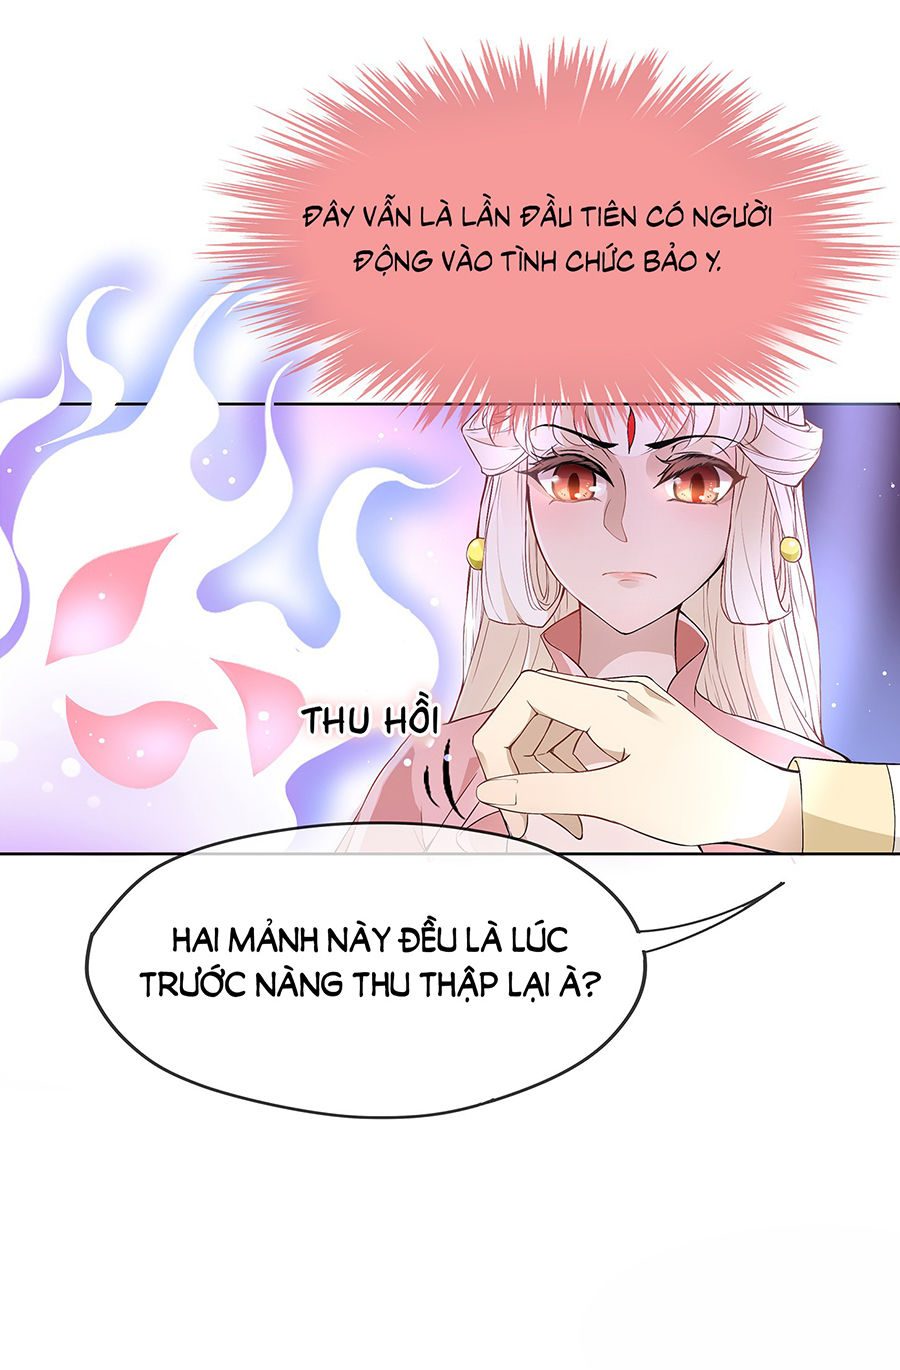 ĐÂY VẪN LÀ LẦN ĐẦU TIÊN CÓ NGƯỜI
ĐỘNG VÀO TÌNH CHỨC BẢO Y.
THU HỒI
HAI MẢNH NÀY ĐỀU LÀ LÚC
TRƯỚC NÀNG THU THẬP LẠI À?